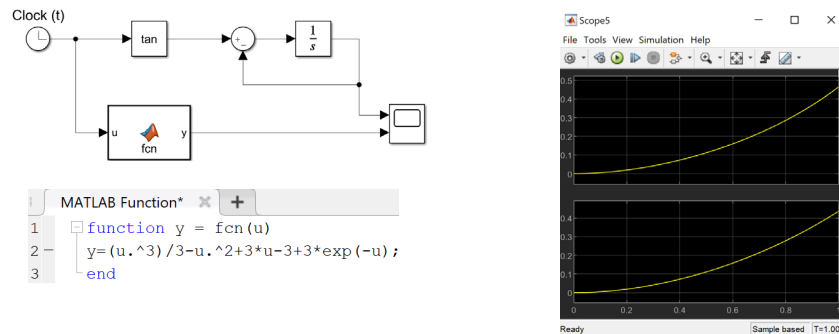 Clock (t)
tan
+
−
1
s
u
y
fcn
MATLAB Function*
+
1 function y = fcn(u)
2 − y=(u.^3)/3-u.^2+3*u-3+3*exp(-u);
3 end
Scope5
File Tools View Simulation Help
0.5
0.4
0.3
0.2
0.1
0
0.4
0.3
0.2
0.1
0
0 0.2 0.4 0.6 0.8
Ready Sample based T=1.00